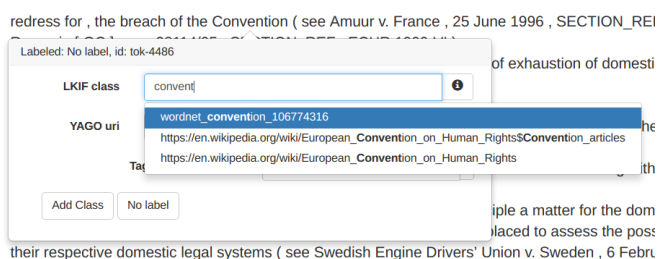 redress for , the breach of the Convention ( see Amuur v. France , 25 June 1996 , SECTION_REF
Labeled: No label, id: tok-4486
of exhaustion of domesti
LKIF class
convent
wordnet_convention_106774316
YAGO uri
https://en.wikipedia.org/wiki/European_Convention_on_Human_Rights$Convention_articles
https://en.wikipedia.org/wiki/European_Convention_on_Human_Rights
Add Class
No label
iple a matter for the dom
placed to assess the poss
their respective domestic legal systems ( see Swedish Engine Drivers' Union v. Sweden , 6 Febru